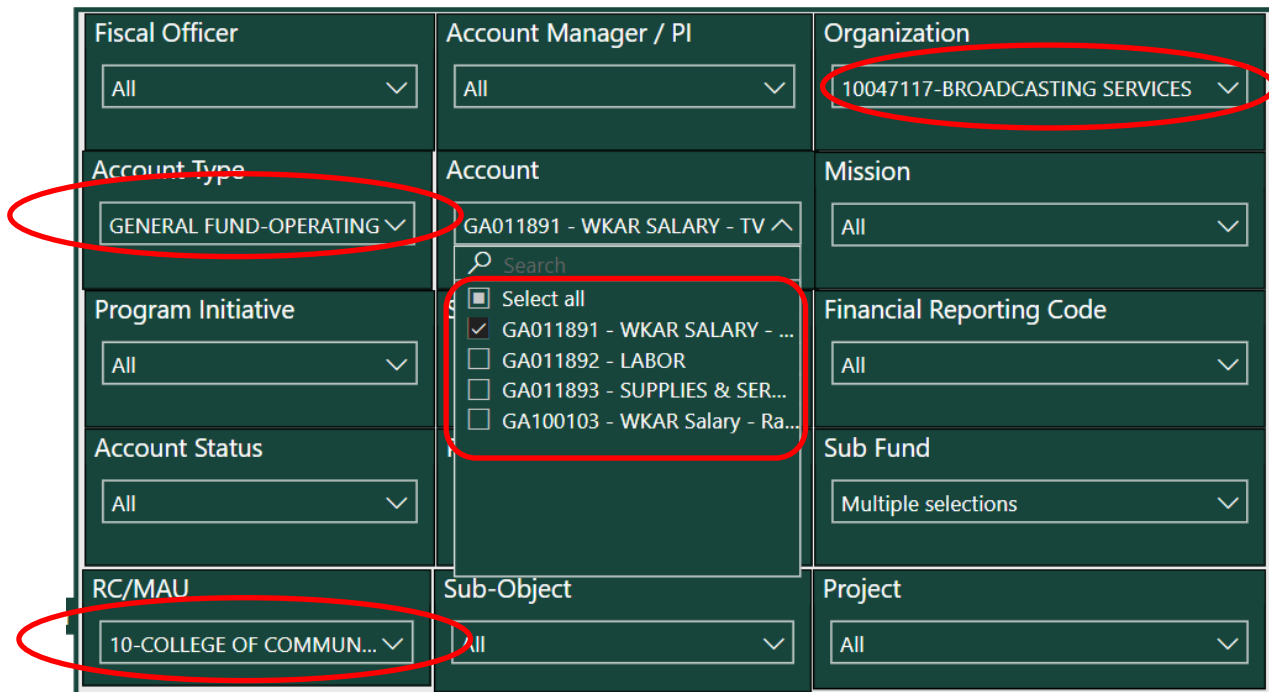 Fiscal Officer
All
Account Manager / PI
All
Organization
10047117-BROADCASTING SERVICES
Account Type
GENERAL FUND-OPERATING
Account
GA011891 - WKAR SALARY - TV
Search
Select all
GA011891 - WKAR SALARY - ...
GA011892 - LABOR
GA011893 - SUPPLIES & SER...
GA100103 - WKAR Salary - Ra...
Mission
All
Program Initiative
All
Financial Reporting Code
All
Account Status
All
Sub Fund
Multiple selections
RC/MAU
10-COLLEGE OF COMMUN...
Sub-Object
All
Project
All